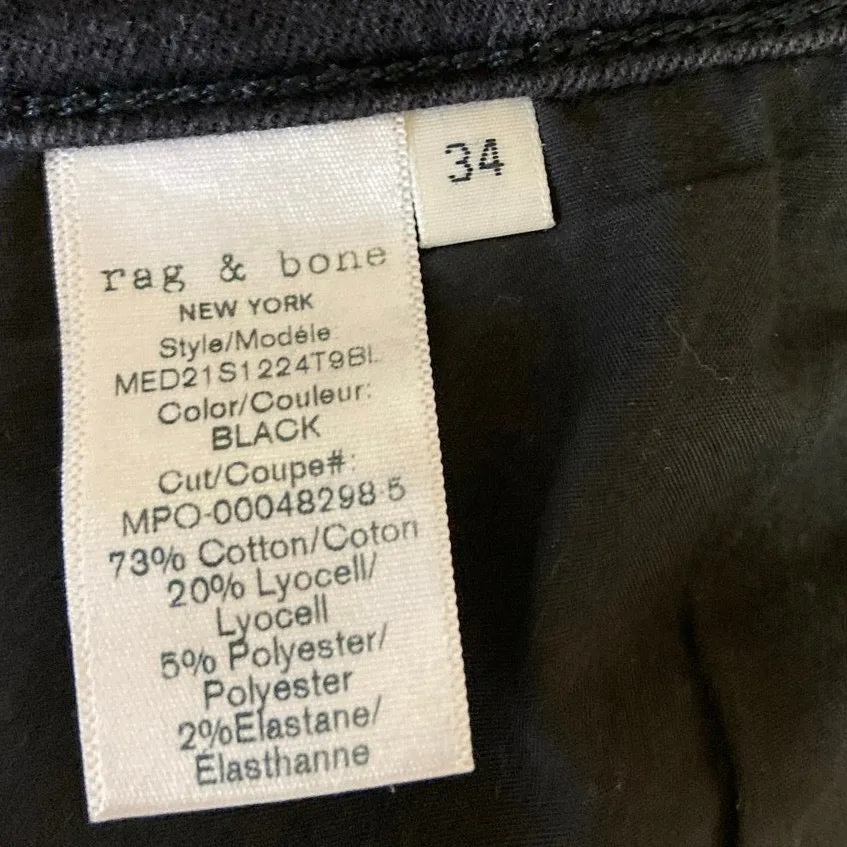 34
rag & bone
NEW YORK
Style/Modéle:
MED21S1224T9BL
Color/Couleur:
BLACK
Cut/Coupe#:
MPO-00048298-5
73% Cotton/Coton
20% Lyocell/
Lyocell
5% Polyester/
Polyester
2%Elastane/
Élasthanne